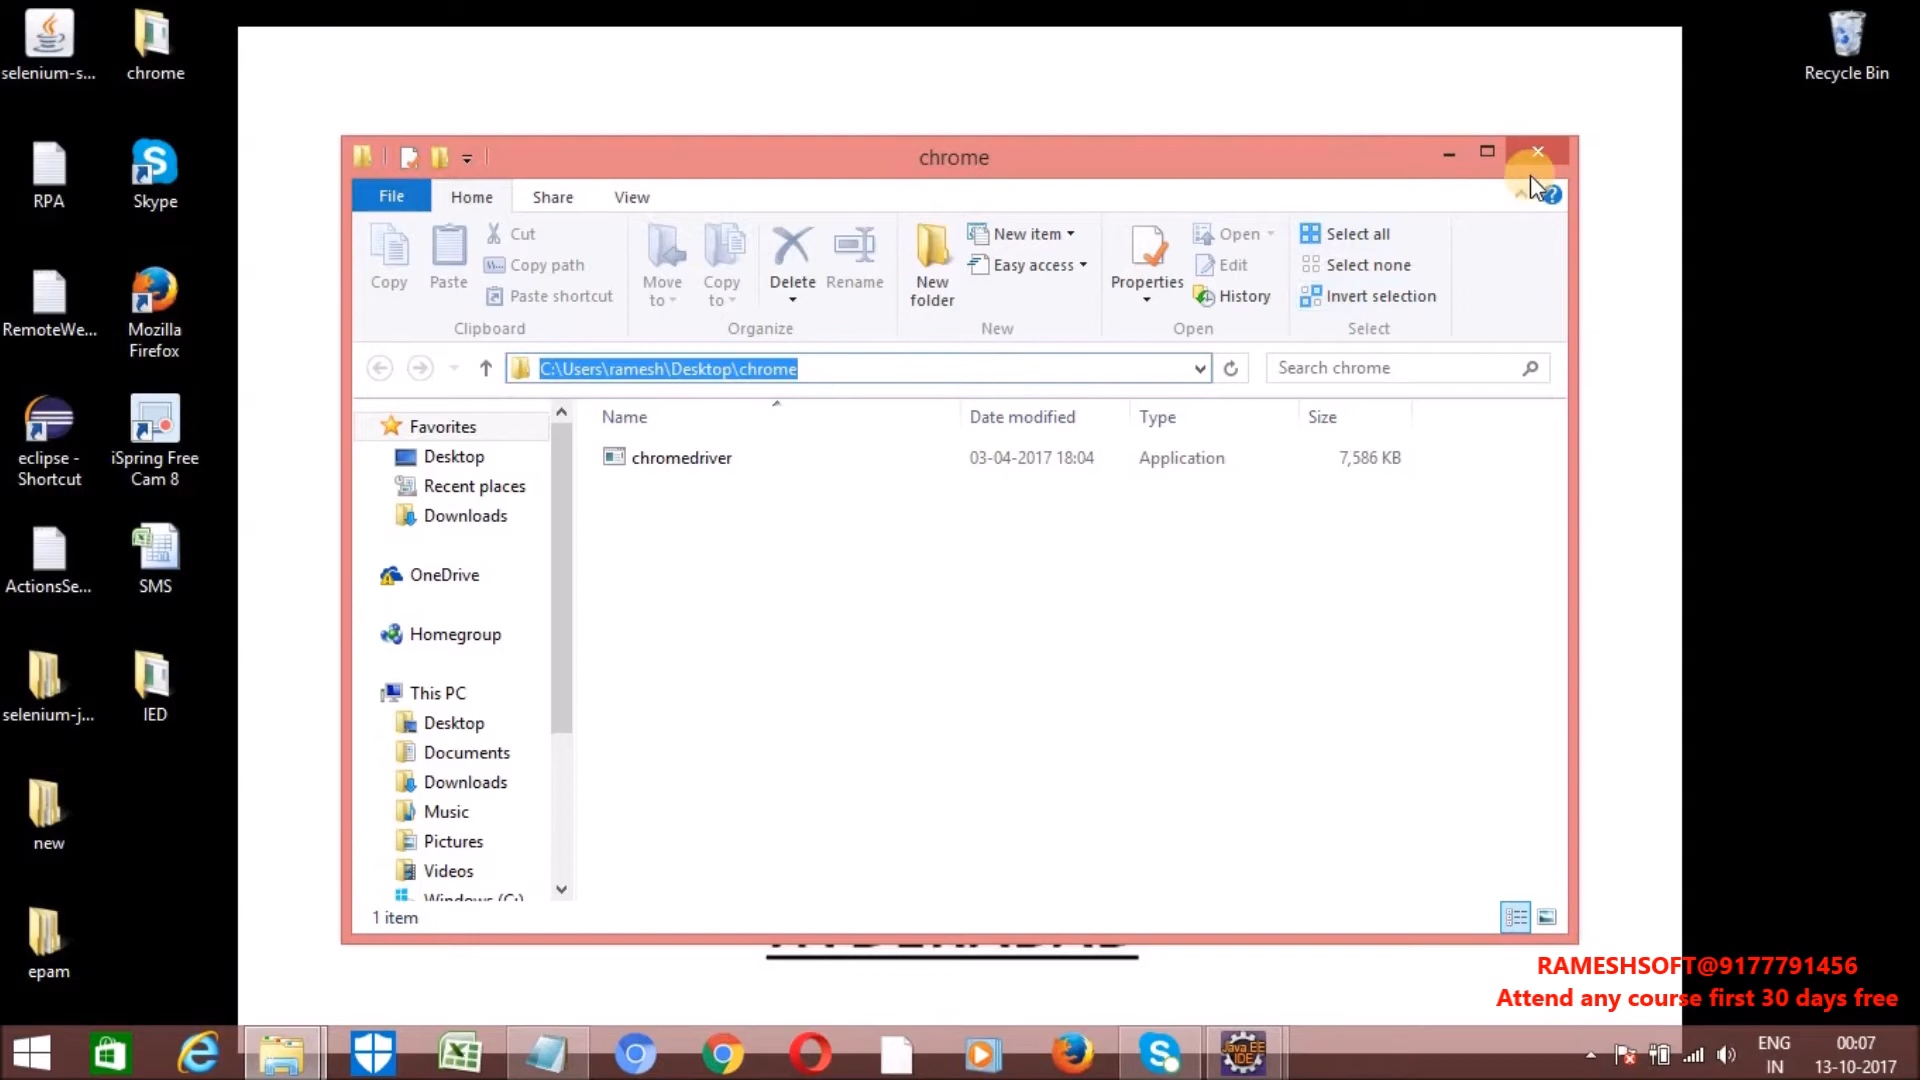 selenium-s...
chrome
Recycle Bin
RPA
Skype
RemoteWe...
Mozilla
Firefox
eclipse -
Shortcut
iSpring Free
Cam 8
ActionsSe...
SMS
selenium-j...
IED
new
epam
chrome
File
Home
Share
View
Copy
Paste
Cut
Copy path
Paste shortcut
Clipboard
Move
to
Copy
to
Delete
Rename
Organize
New
folder
New item
Easy access
New
Properties
Open
Edit
History
Open
Select all
Select none
Invert selection
Select
C:\Users\ramesh\Desktop\chrome
Search chrome
Name
Date modified
Type
Size
chromedriver
03-04-2017 18:04
Application
7,586 KB
Favorites
Desktop
Recent places
Downloads
OneDrive
Homegroup
This PC
Desktop
Documents
Downloads
Music
Pictures
Videos
Windows (C:)
1 item
RAMESHSOFT@9177791456
Attend any course first 30 days free
Java EE
IDE
ENG
IN
00:07
13-10-2017